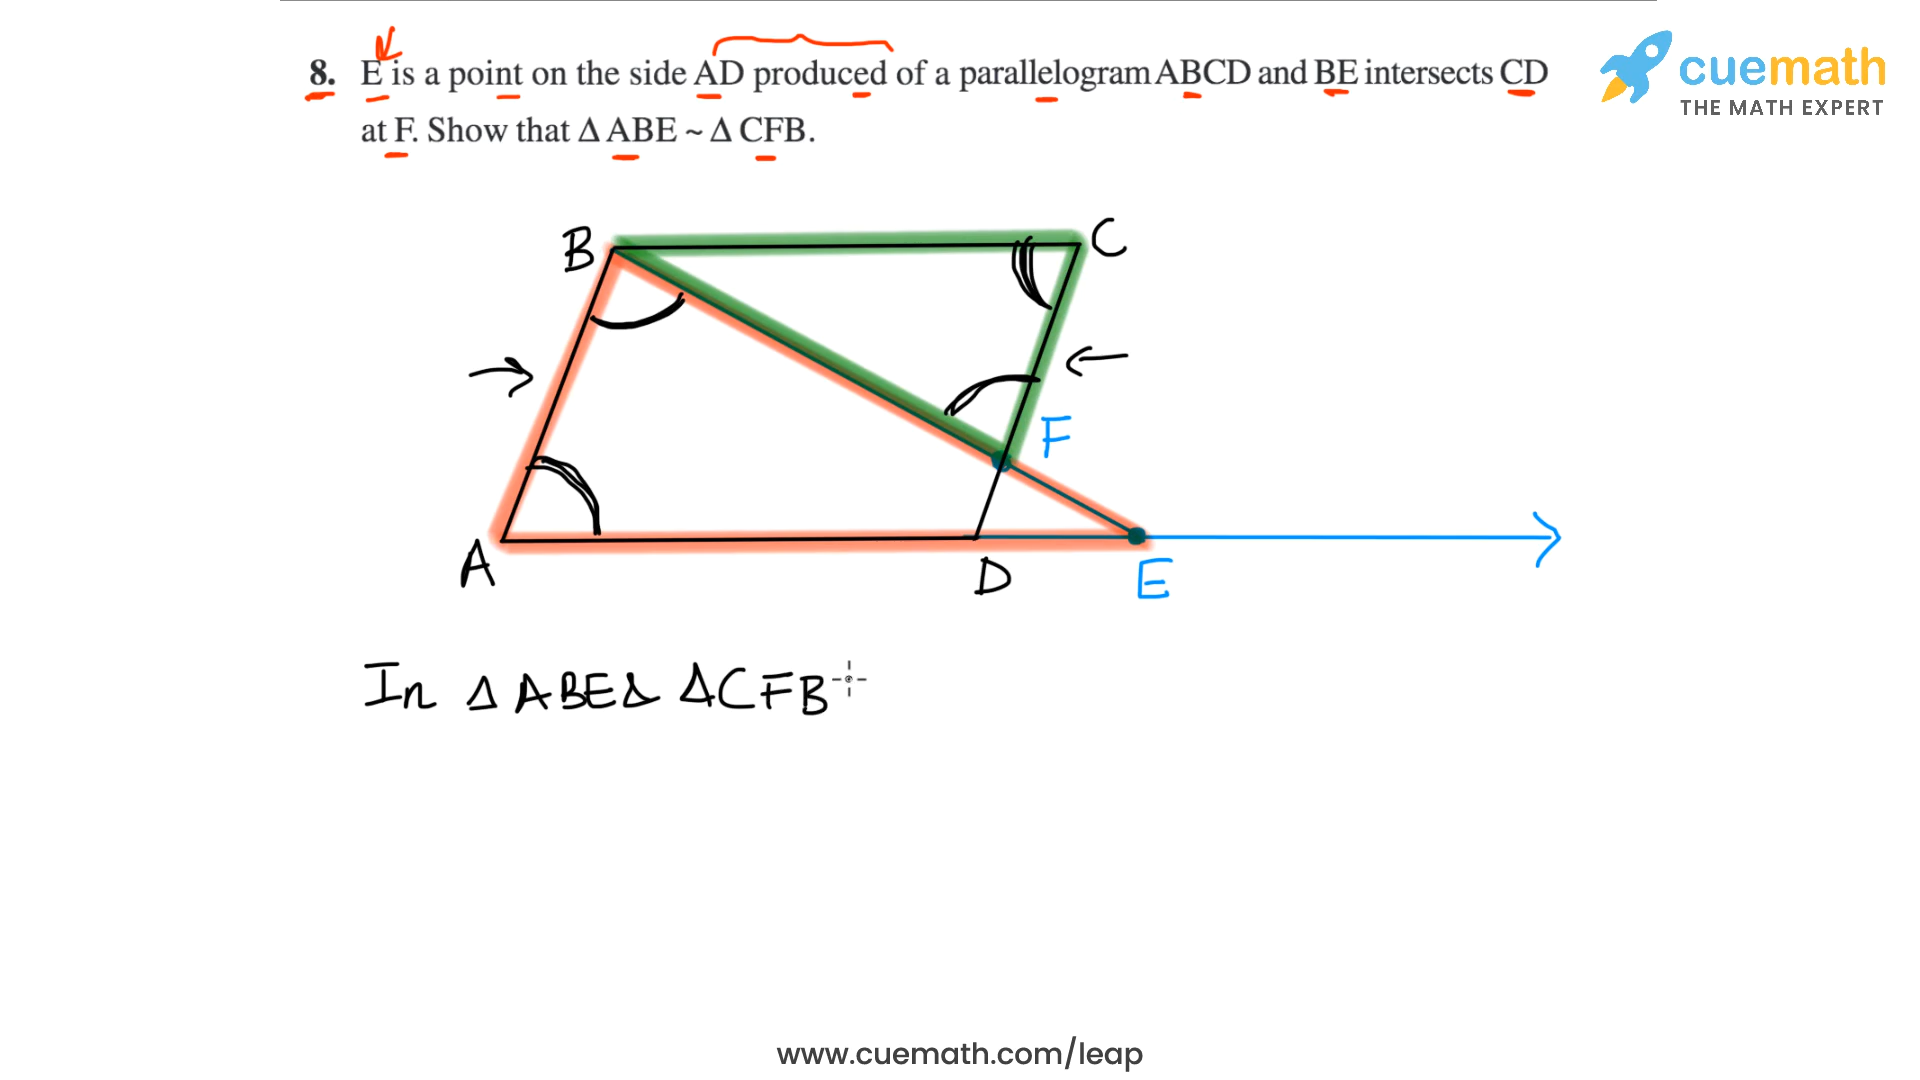 8. E is a point on the side AD produced of a parallelogram ABCD and BE intersects CD
at F. Show that Δ ABE ~ Δ CFB.
cuemath
THE MATH EXPERT
B
C
F
A
D
E
In Δ ABE & Δ CFB
www.cuemath.com/leap